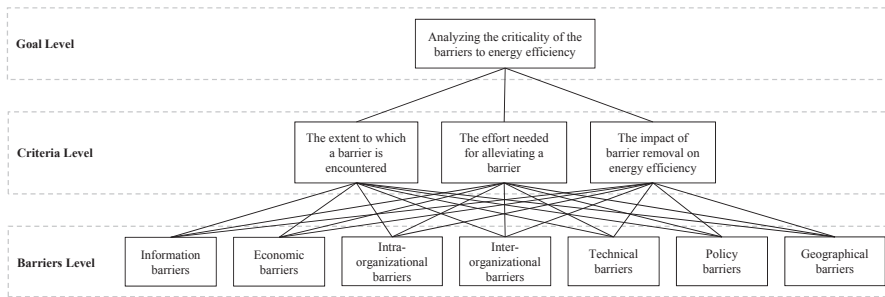 Goal Level
Analyzing the criticality of the
barriers to energy efficiency
Criteria Level
The extent to which
a barrier is
encountered
The effort needed
for alleviating a
barrier
The impact of
barrier removal on
energy efficiency
Barriers Level
Information
barriers
Economic
barriers
Intra-
organizational
barriers
Inter-
organizational
barriers
Technical
barriers
Policy
barriers
Geographical
barriers